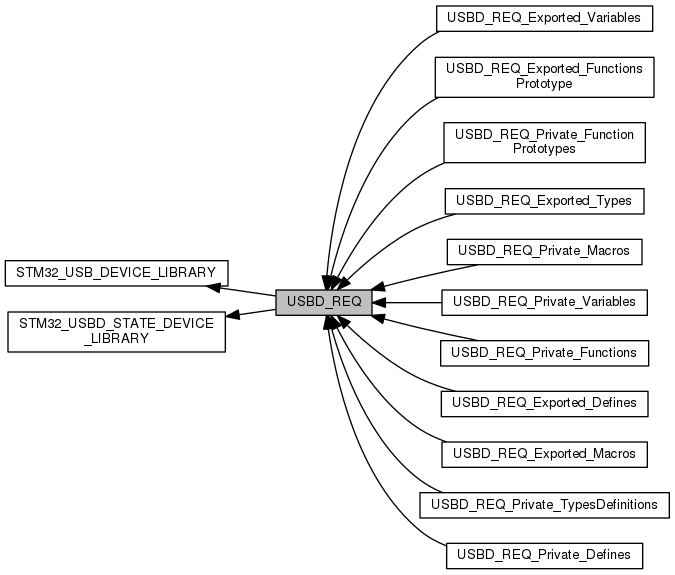 USBD_REQ_Exported_Variables
USBD_REQ_Exported_Functions
Prototype
USBD_REQ_Private_Function
Prototypes
USBD_REQ_Exported_Types
USBD_REQ_Private_Macros
STM32_USB_DEVICE_LIBRARY
USBD_REQ
USBD_REQ_Private_Variables
STM32_USBD_STATE_DEVICE
_LIBRARY
USBD_REQ_Private_Functions
USBD_REQ_Exported_Defines
USBD_REQ_Exported_Macros
USBD_REQ_Private_TypesDefinitions
USBD_REQ_Private_Defines